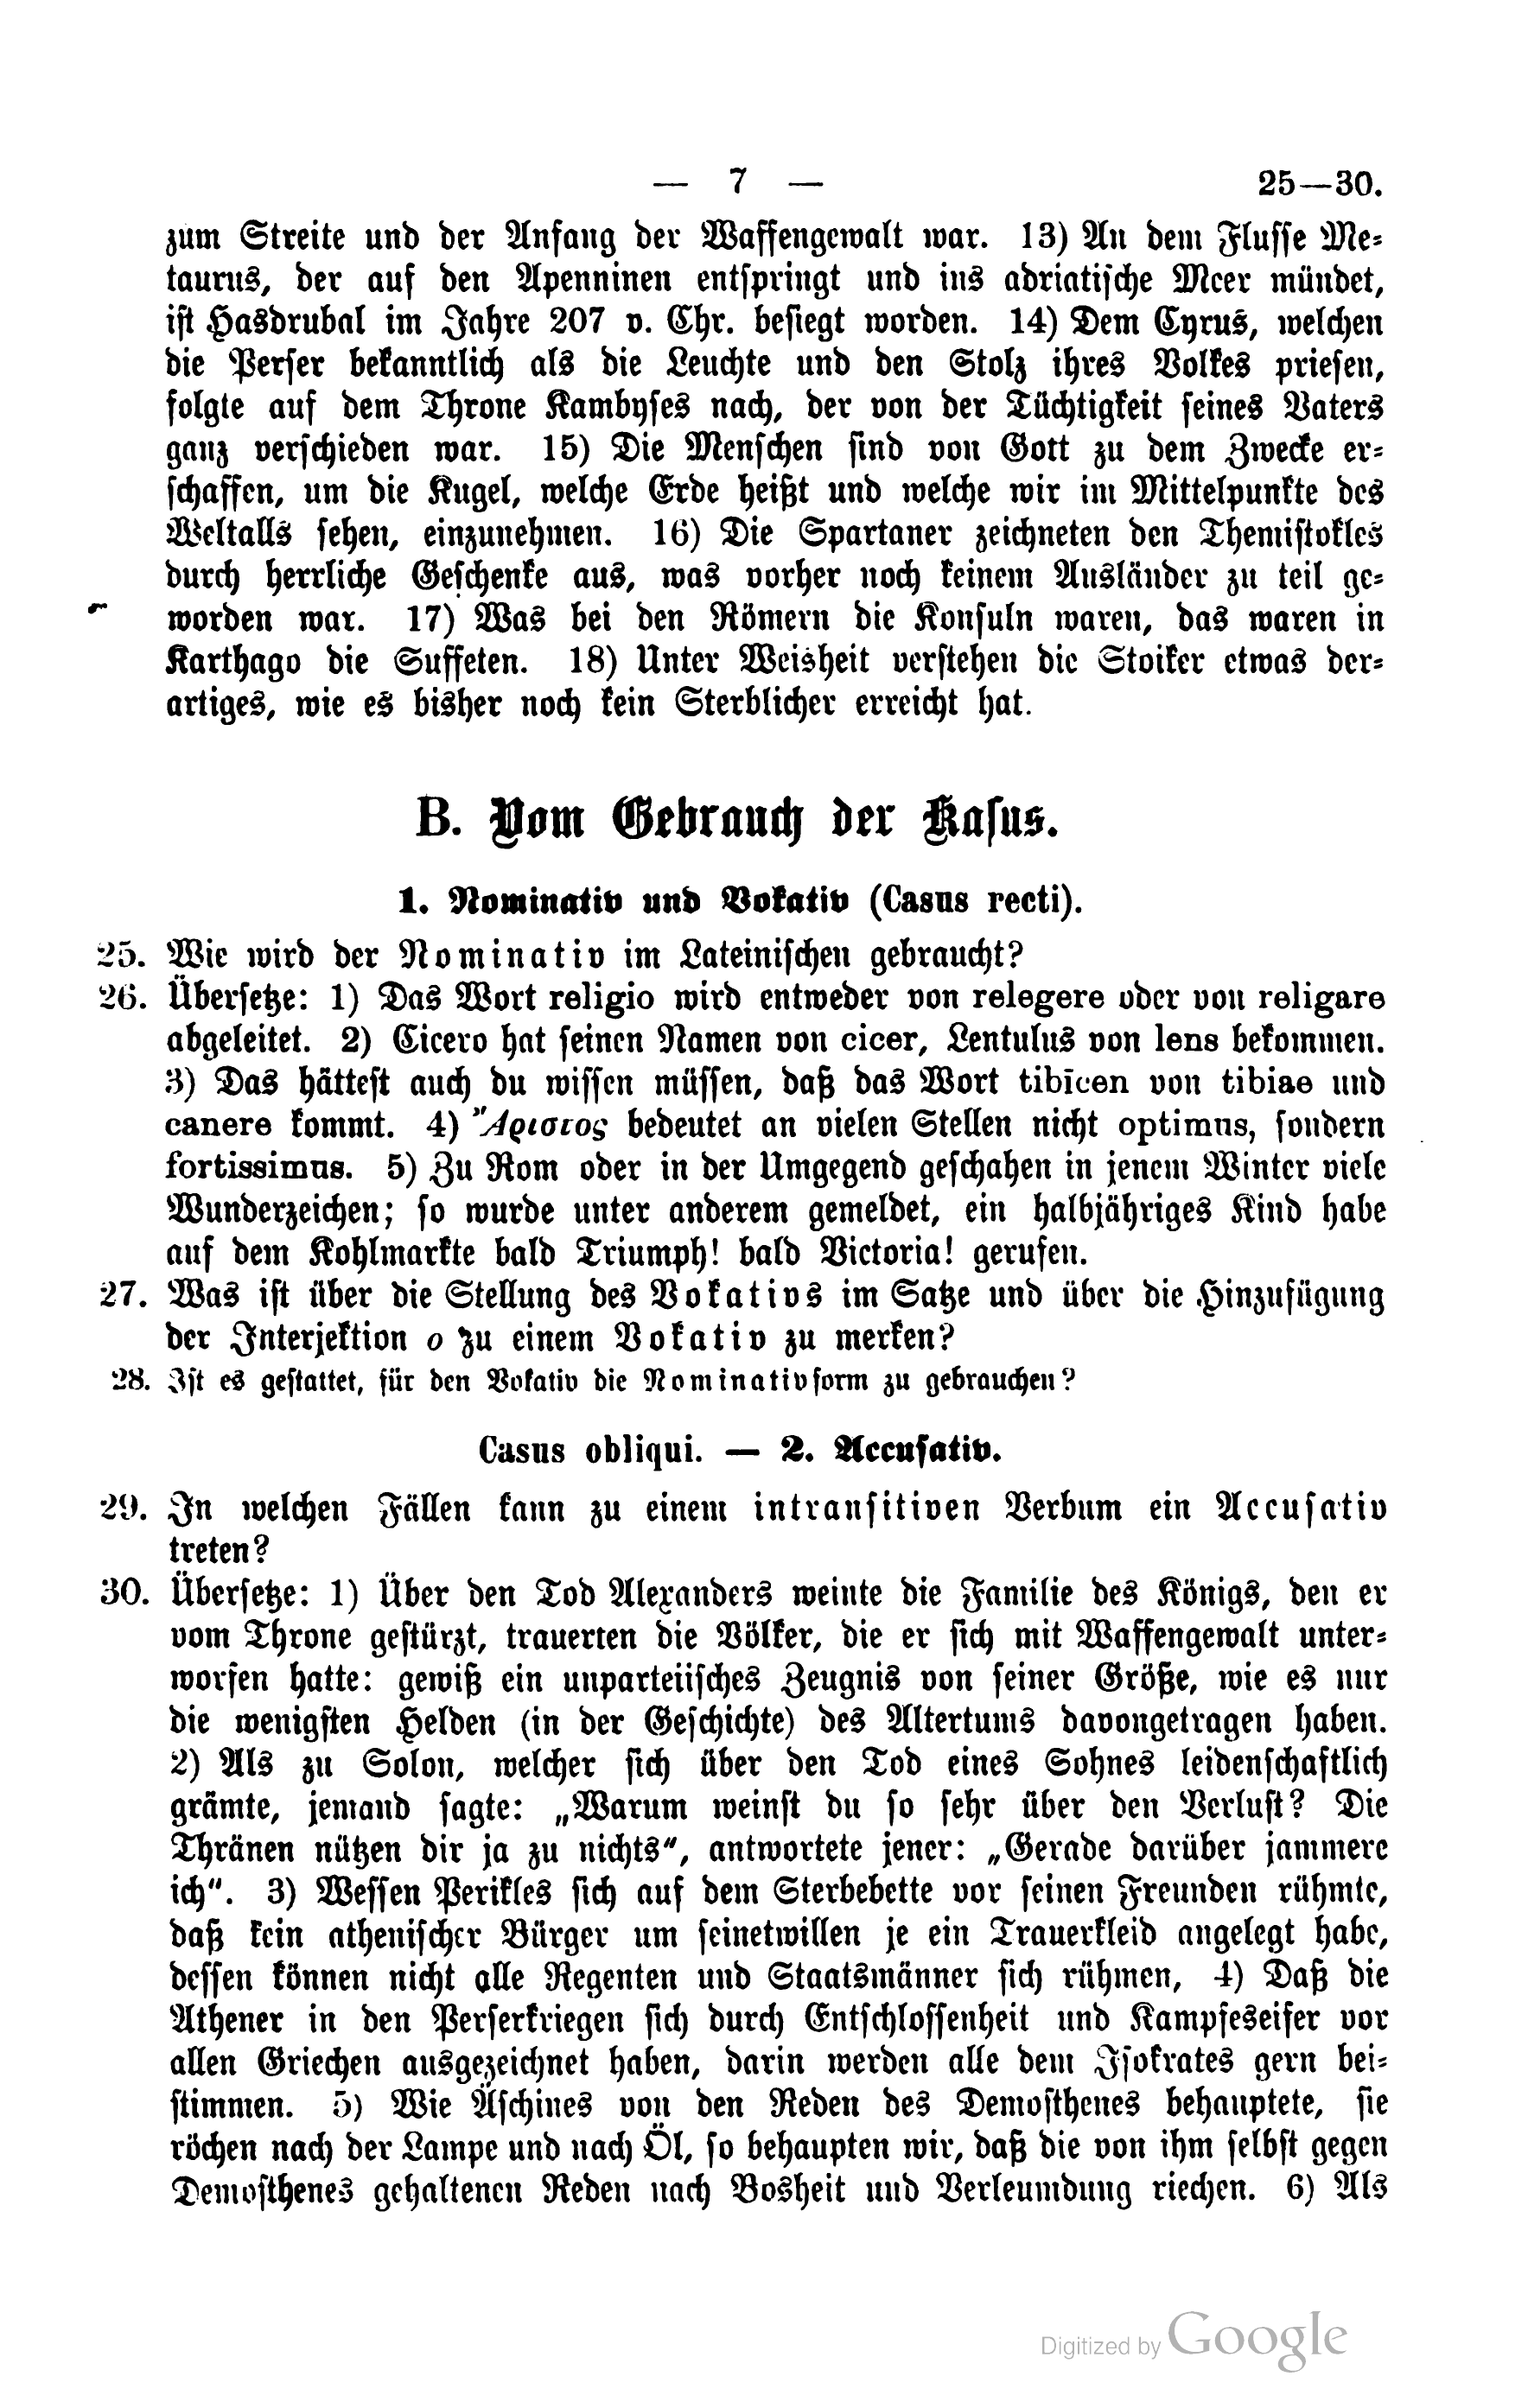 — 7 — 25—30.
zum Streite und der Anfang der Waffengewalt war. 13) An dem Flusse Me-
taurus, der auf den Apenninen entspringt und ins adriatische Meer mündet,
ist Hasdrubal im Jahre 207 v. Chr. besiegt worden. 14) Dem Cyrus, welchen
die Perser bekanntlich als die Leuchte und den Stolz ihres Volkes priesen,
folgte auf dem Throne Kambyses nach, der von der Tüchtigkeit seines Vaters
ganz verschieden war. 15) Die Menschen sind von Gott zu dem Zwecke er-
schaffen, um die Kugel, welche Erde heißt und welche wir im Mittelpunkte des
Weltalls sehen, einzunehmen. 16) Die Spartaner zeichneten den Themistokles
durch herrliche Geschenke aus, was vorher noch keinem Ausländer zu teil ge-
worden war. 17) Was bei den Römern die Konsuln waren, das waren in
Karthago die Suffeten. 18) Unter Weisheit verstehen die Stoiker etwas der-
artiges, wie es bisher noch kein Sterblicher erreicht hat.
B. Vom Gebrauch der Kasus.
1. Nominativ und Vokativ (Casus recti).
25. Wie wird der Nominativ im Lateinischen gebraucht?
26. Übersetze: 1) Das Wort religio wird entweder von relegere oder von religare
abgeleitet. 2) Cicero hat seinen Namen von cicer, Lentulus von lens bekommen.
3) Das hättest auch du wissen müssen, daß das Wort tibīcen von tibiae und
canere kommt. 4) Ἄριστος bedeutet an vielen Stellen nicht optimus, sondern
fortissimus. 5) Zu Rom oder in der Umgegend geschahen in jenem Winter viele
Wunderzeichen; so wurde unter anderem gemeldet, ein halbjähriges Kind habe
auf dem Kohlmarkte bald Triumph! bald Victoria! gerufen.
27. Was ist über die Stellung des Vokativs im Satze und über die Hinzufügung
der Interjektion o zu einem Vokativ zu merken?
28. Ist es gestattet, für den Vokativ die Nominativform zu gebrauchen?
Casus obliqui. — 2. Accusativ.
29. In welchen Fällen kann zu einem intransitiven Verbum ein Accusativ
treten?
30. Übersetze: 1) Über den Tod Alexanders weinte die Familie des Königs, den er
vom Throne gestürzt, trauerten die Völker, die er sich mit Waffengewalt unter-
worfen hatte: gewiß ein unparteiisches Zeugnis von seiner Größe, wie es nur
die wenigsten Helden (in der Geschichte) des Altertums davongetragen haben.
2) Als zu Solon, welcher sich über den Tod eines Sohnes leidenschaftlich
grämte, jemand sagte: „Warum weinst du so sehr über den Verlust? Die
Thränen nützen dir ja zu nichts“, antwortete jener: „Gerade darüber jammere
ich“. 3) Wessen Perikles sich auf dem Sterbebette vor seinen Freunden rühmte,
daß kein athenischer Bürger um seinetwillen je ein Trauerkleid angelegt habe,
dessen können nicht alle Regenten und Staatsmänner sich rühmen, 4) Daß die
Athener in den Perserkriegen sich durch Entschlossenheit und Kampfeseifer vor
allen Griechen ausgezeichnet haben, darin werden alle dem Isokrates gern bei-
stimmen. 5) Wie Äschines von den Reden des Demosthenes behauptete, sie
röchen nach der Lampe und nach Öl, so behaupten wir, daß die von ihm selbst gegen
Demosthenes gehaltenen Reden nach Bosheit und Verleumdung riechen. 6) Als
Digitized by Google